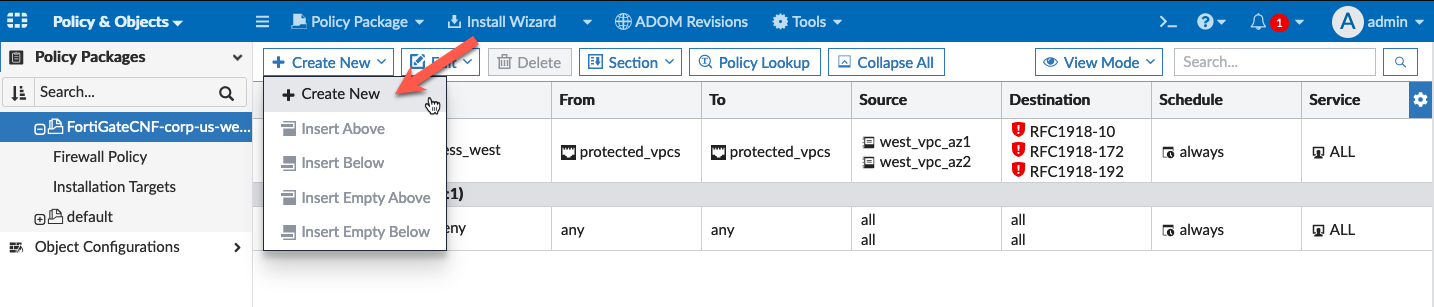 Policy & Objects
Policy Package
Install Wizard
ADOM Revisions
Tools
1
A
admin
Policy Packages
Create New
Delete
Section
Policy Lookup
Collapse All
View Mode
Search...
Search...
Create New
Insert Above
Insert Below
Insert Empty Above
Insert Empty Below
From
To
Source
Destination
Schedule
Service
FortiGateCNF-corp-us-we...
Firewall Policy
Installation Targets
default
Object Configurations
ess_west
protected_vpcs
protected_vpcs
west_vpc_az1
west_vpc_az2
RFC1918-10
RFC1918-172
RFC1918-192
always
ALL
:1)
eny
any
any
all
all
all
all
always
ALL